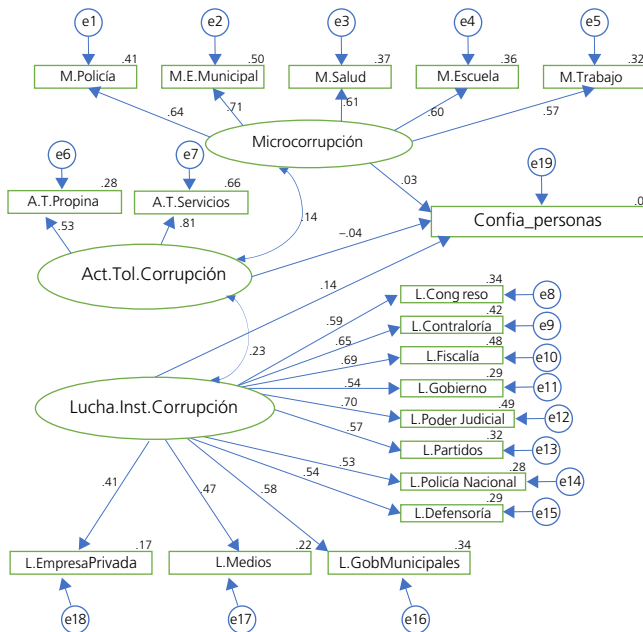 e1 e2 e3 e4 e5
.41 .50 .37 .36 .32
M.Policía M.E.Municipal M.Salud M.Escuela M.Trabajo
.64 .71 .61 .60 .57
Microcorrupción
e6 e7 e19
.28 .66 .03 .0
A.T.Propina A.T.Servicios Confia_personas
.53 .81 .14 –.04
Act.Tol.Corrupción
.14
.34
L.Congreso e8
.59
.42
L.Contraloría e9
.65
.48
L.Fiscalía e10
.23 .69
.29
L.Gobierno e11
.54
Lucha.Inst.Corrupción
.70 .49
L.Poder Judicial e12
.57 .32
L.Partidos e13
.53 .28
L.Policía Nacional e14
.54 .29
L.Defensoría e15
.41 .47 .58
.17 .22 .34
L.EmpresaPrivada L.Medios L.GobMunicipales
e18 e17 e16